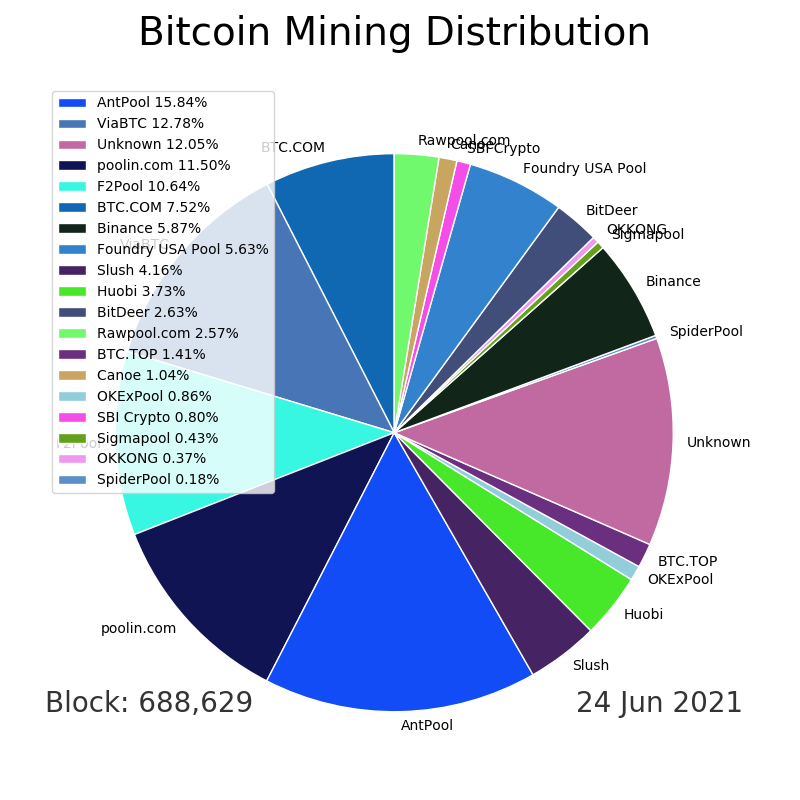 Bitcoin Mining Distribution
AntPool 15.84%
ViaBTC 12.78%
Unknown 12.05%
poolin.com 11.50%
F2Pool 10.64%
BTC.COM 7.52%
Binance 5.87%
Foundry USA Pool 5.63%
Slush 4.16%
Huobi 3.73%
BitDeer 2.63%
Rawpool.com 2.57%
BTC.TOP 1.41%
Canoe 1.04%
OKExPool 0.86%
SBI Crypto 0.80%
Sigmapool 0.43%
OKKONG 0.37%
SpiderPool 0.18%
Rawpool.com
Canoe
BTC.COM
SBI Crypto
Foundry USA Pool
BitDeer
OKKONG
Sigmapool
ViaBTC
Binance
SpiderPool
F2Pool
Unknown
BTC.TOP
OKExPool
Huobi
poolin.com
Slush
Block: 688,629
24 Jun 2021
AntPool